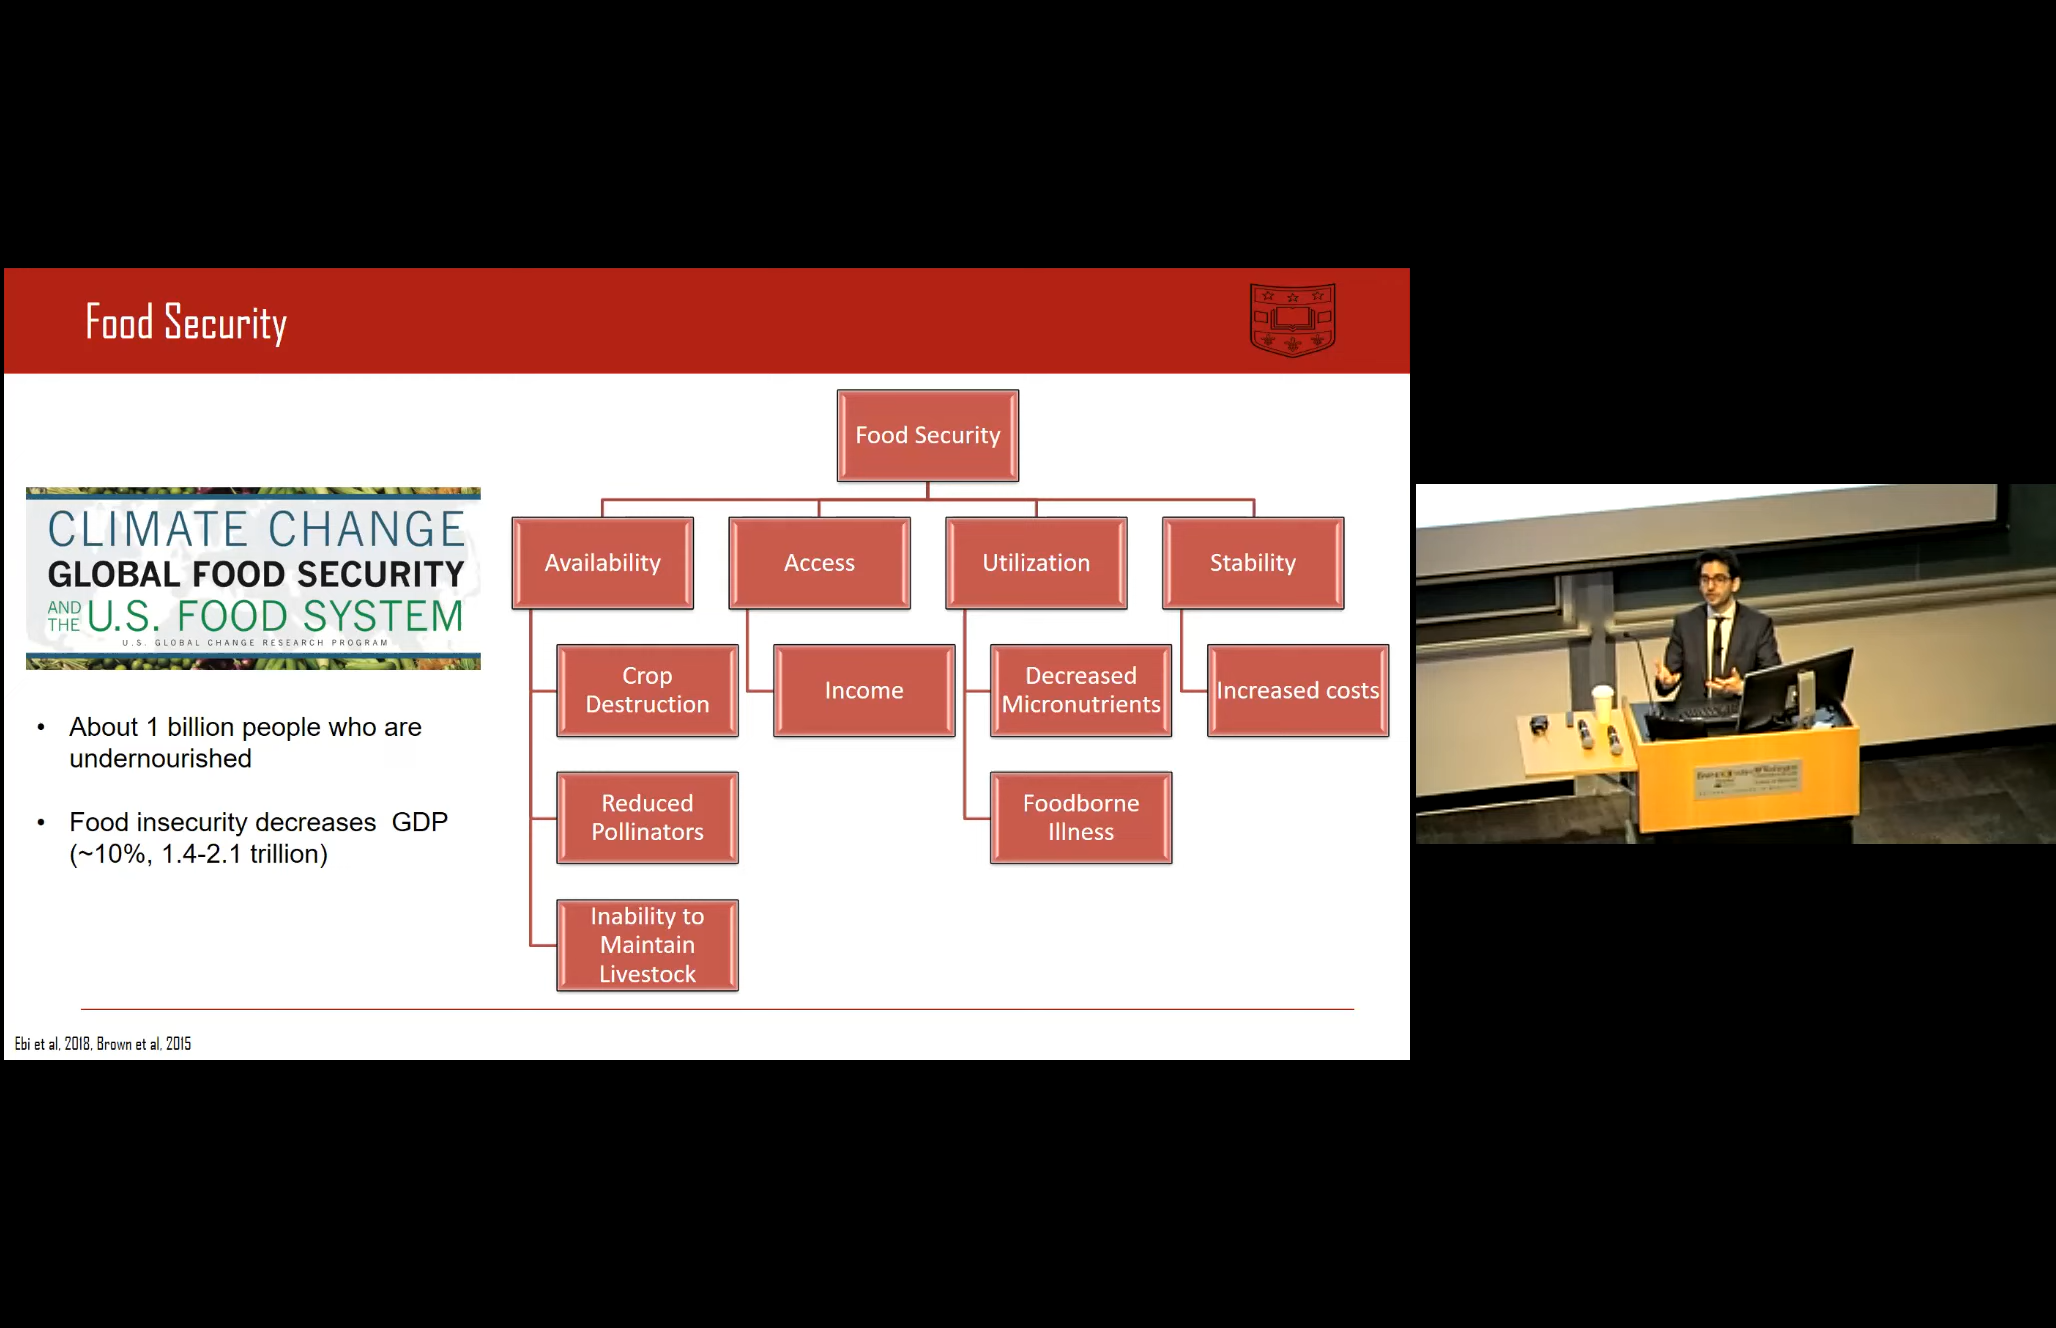 Food Security
CLIMATE CHANGE
GLOBAL FOOD SECURITY
AND THE U.S. FOOD SYSTEM
U.S. GLOBAL CHANGE RESEARCH PROGRAM
• About 1 billion people who are
undernourished
• Food insecurity decreases  GDP
(~10%, 1.4-2.1 trillion)
Food Security
Availability
Crop
Destruction
Reduced
Pollinators
Inability to
Maintain
Livestock
Access
Income
Utilization
Decreased
Micronutrients
Foodborne
Illness
Stability
Increased costs
Ebi et al, 2018, Brown et al, 2015